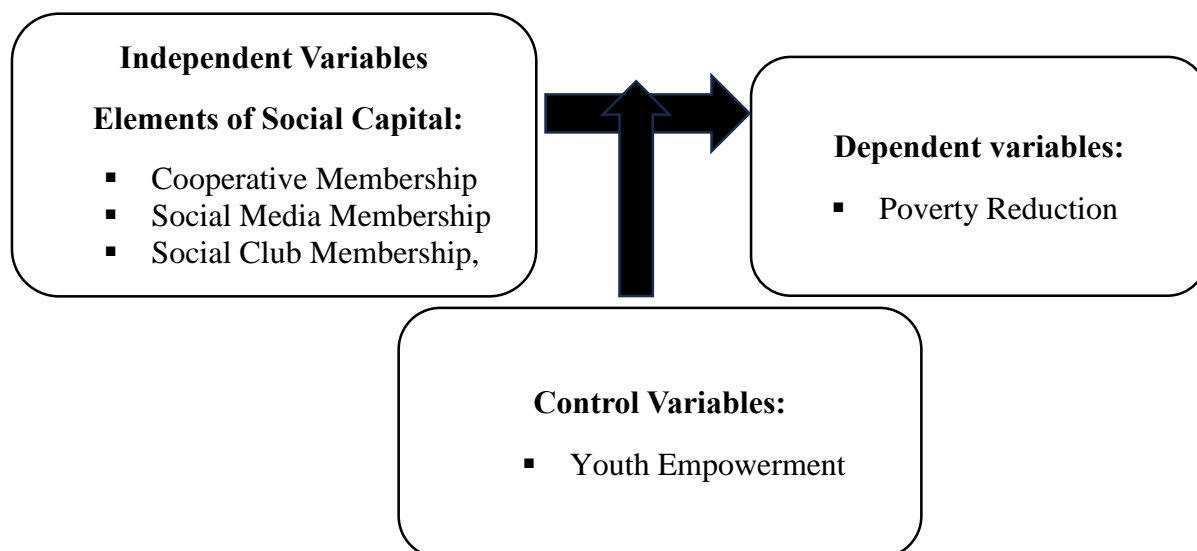 Independent Variables
Elements of Social Capital:
▪ Cooperative Membership
▪ Social Media Membership
▪ Social Club Membership,
Dependent variables:
▪ Poverty Reduction
Control Variables:
▪ Youth Empowerment